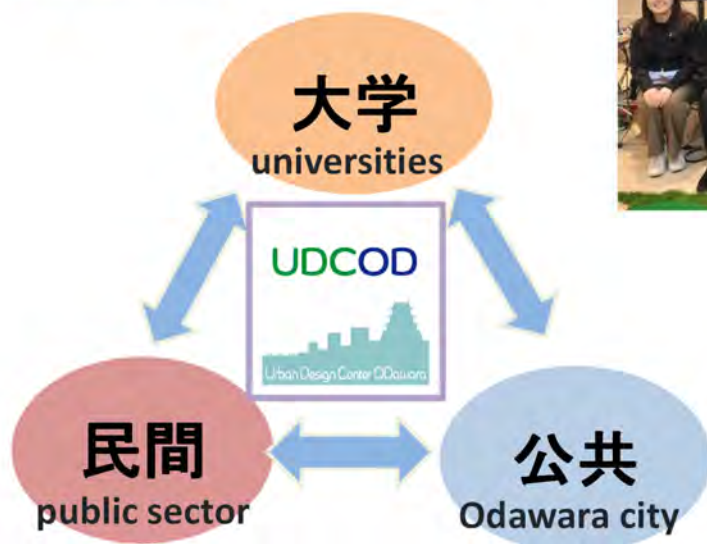 大学
universities
UDCOD
Urban Design Center ODawara
民間
public sector
公共
Odawara city